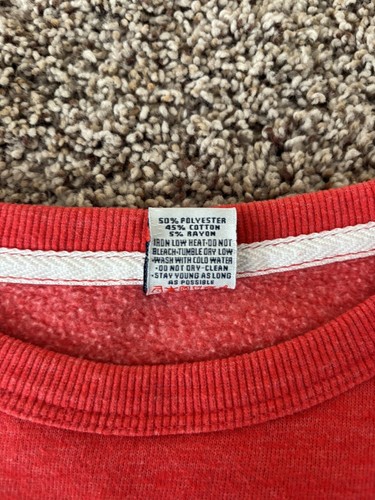 50% POLYESTER
45% COTTON
5% RAYON
IRON LOW HEAT·DO NOT
BLEACH-TUMBLE DRY LOW
-WASH WITH COLD WATER
-DO NOT DRY-CLEAN
-STAY YOUNG AS LONG
AS POSSIBLE